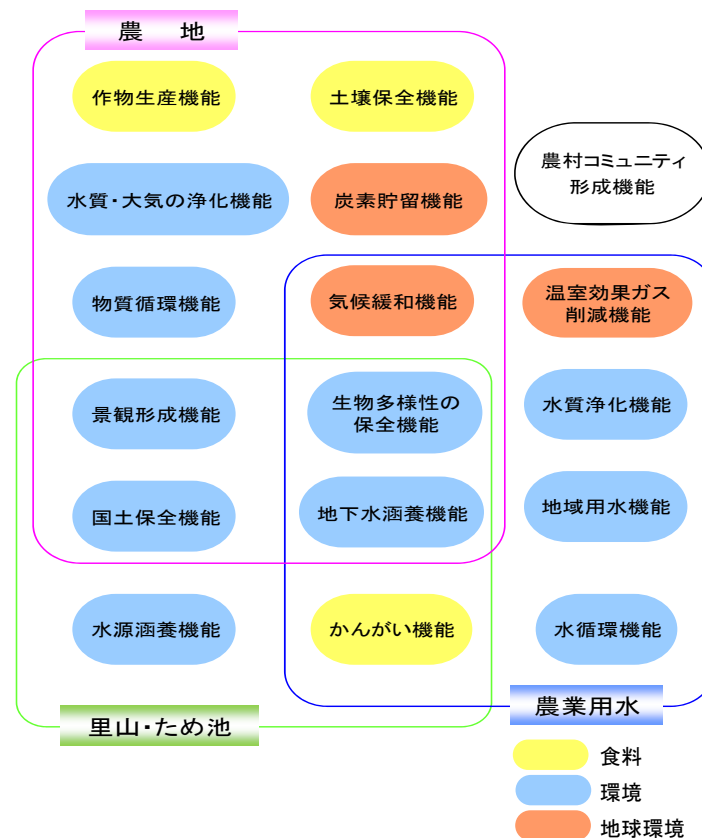 農　地
作物生産機能
土壌保全機能
農村コミュニティ
形成機能
水質・大気の浄化機能
炭素貯留機能
物質循環機能
気候緩和機能
温室効果ガス
削減機能
景観形成機能
生物多様性の
保全機能
水質浄化機能
国土保全機能
地下水涵養機能
地域用水機能
水源涵養機能
かんがい機能
水循環機能
里山・ため池
農業用水
食料
環境
地球環境